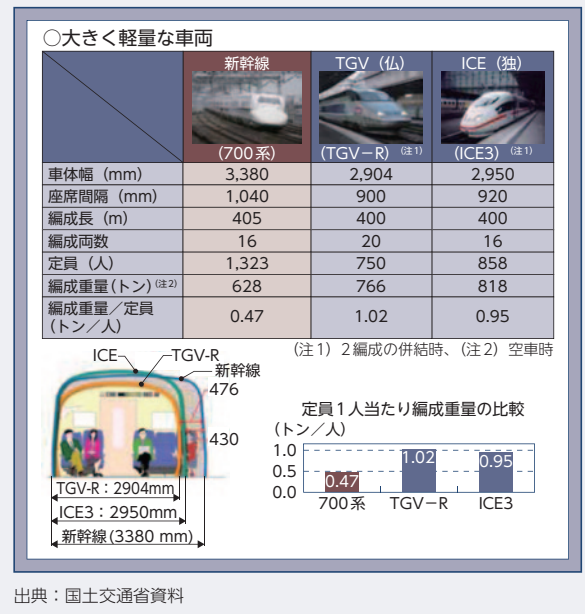 ○大きく軽量な車両
新幹線 TGV（仏） ICE（独）
(700系) (TGV－R)（注1） (ICE3)（注1）
車体幅（mm） 3,380 2,904 2,950
座席間隔（mm） 1,040 900 920
編成長（m） 405 400 400
編成両数 16 20 16
定員（人） 1,323 750 858
編成重量（トン）（注2） 628 766 818
編成重量／定員
（トン／人） 0.47 1.02 0.95
（注1）2編成の併結時、（注2）空車時
ICE TGV-R
新幹線
476
430
TGV-R：2904mm
ICE3：2950mm
新幹線(3380 mm)
定員1人当たり編成重量の比較
（トン／人）
1.0
0.5
0.0
0.47 1.02 0.95
700系 TGV－R ICE3
出典：国土交通省資料